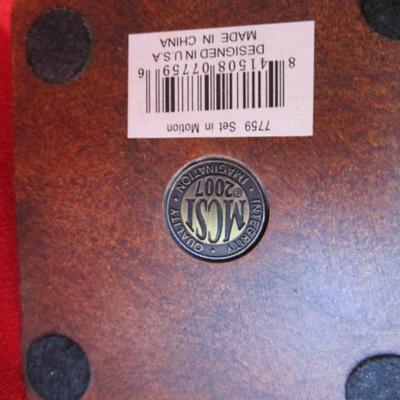 7759 Set in Motion
8 41508 07759 6
DESIGNED IN U.S.A
MADE IN CHINA
QUALITY • INTEGRITY • IMAGINATION •
MCSI
©2007